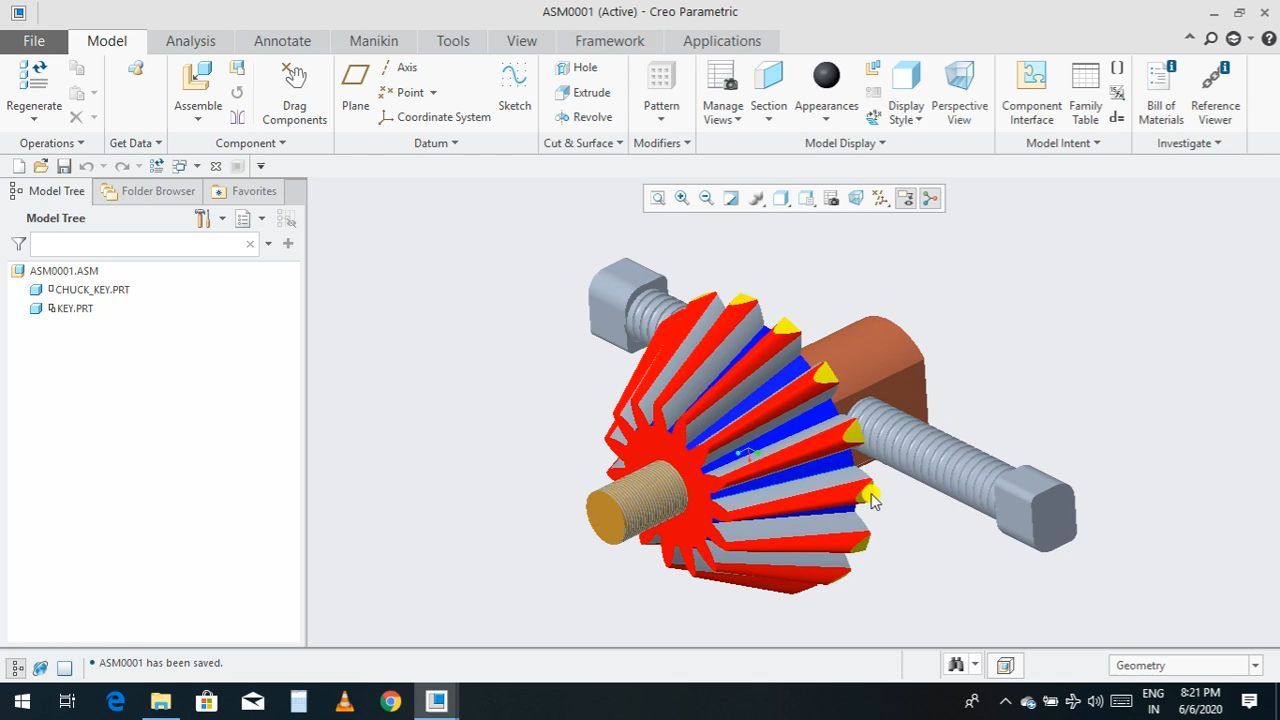 ASM0001 (Active) - Creo Parametric
File Model Analysis Annotate Manikin Tools View Framework Applications
Regenerate
Operations
Get Data
Assemble
Drag Components
Component
Plane
Axis
Point
Coordinate System
Sketch
Datum
Hole
Extrude
Revolve
Cut & Surface
Pattern
Modifiers
Manage Views
Section
Appearances
Display Style
Perspective View
Model Display
Component Interface
Family Table
d=
Model Intent
Bill of Materials
Reference Viewer
Investigate
Model Tree Folder Browser Favorites
Model Tree
ASM0001.ASM
CHUCK_KEY.PRT
KEY.PRT
• ASM0001 has been saved.
Geometry
ENG
IN
8:21 PM
6/6/2020